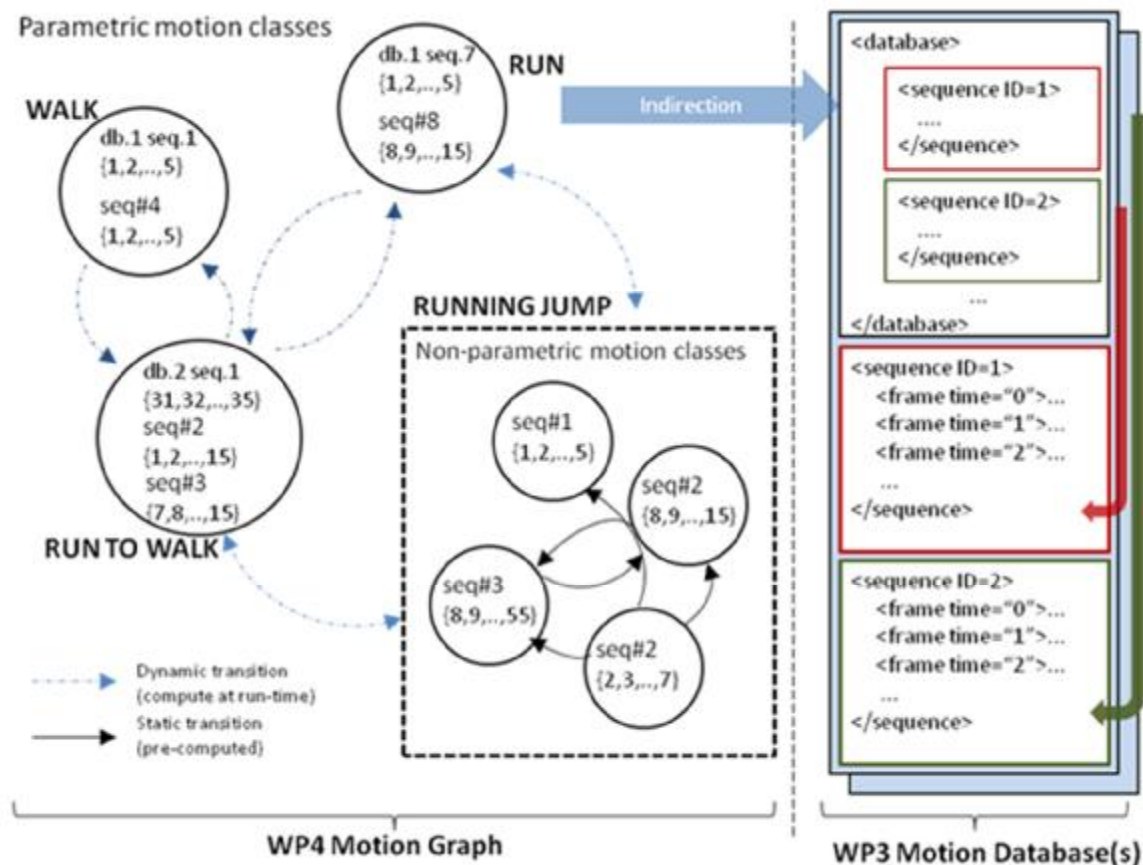 Parametric motion classes
WALK
db.1 seq.1
{1,2,..,5}
seq#4
{1,2,..,5}
RUN
db.1 seq.7
{1,2,..,5}
seq#8
{8,9,..,15}
Indirection
db.2 seq.1
{31,32,..,35}
seq#2
{1,2,..,15}
seq#3
{7,8,..,15}
RUN TO WALK
RUNNING JUMP
Non-parametric motion classes
seq#1
{1,2,..,5}
seq#2
{8,9,..,15}
seq#3
{8,9,..,55}
seq#2
{2,3,..,7}
Dynamic transition
(compute at run-time)
Static transition
(pre-computed)
WP4 Motion Graph
<database>
<sequence ID=1>
....
</sequence>
<sequence ID=2>
....
</sequence>
...
</database>
<sequence ID=1>
<frame time="0">...
<frame time="1">...
<frame time="2">...
...
</sequence>
<sequence ID=2>
<frame time="0">...
<frame time="1">...
<frame time="2">...
...
</sequence>
WP3 Motion Database(s)